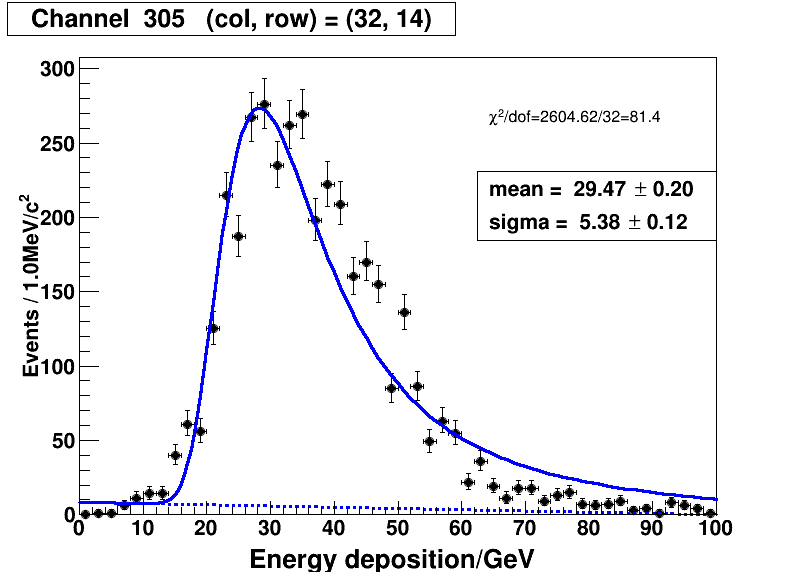 Channel 305 (col, row) = (32, 14)
300
250
200
150
100
50
0
Events / 1.0MeV/c²
χ²/dof=2604.62/32=81.4
mean = 29.47 ± 0.20
sigma = 5.38 ± 0.12
0 10 20 30 40 50 60 70 80 90 100
Energy deposition/GeV